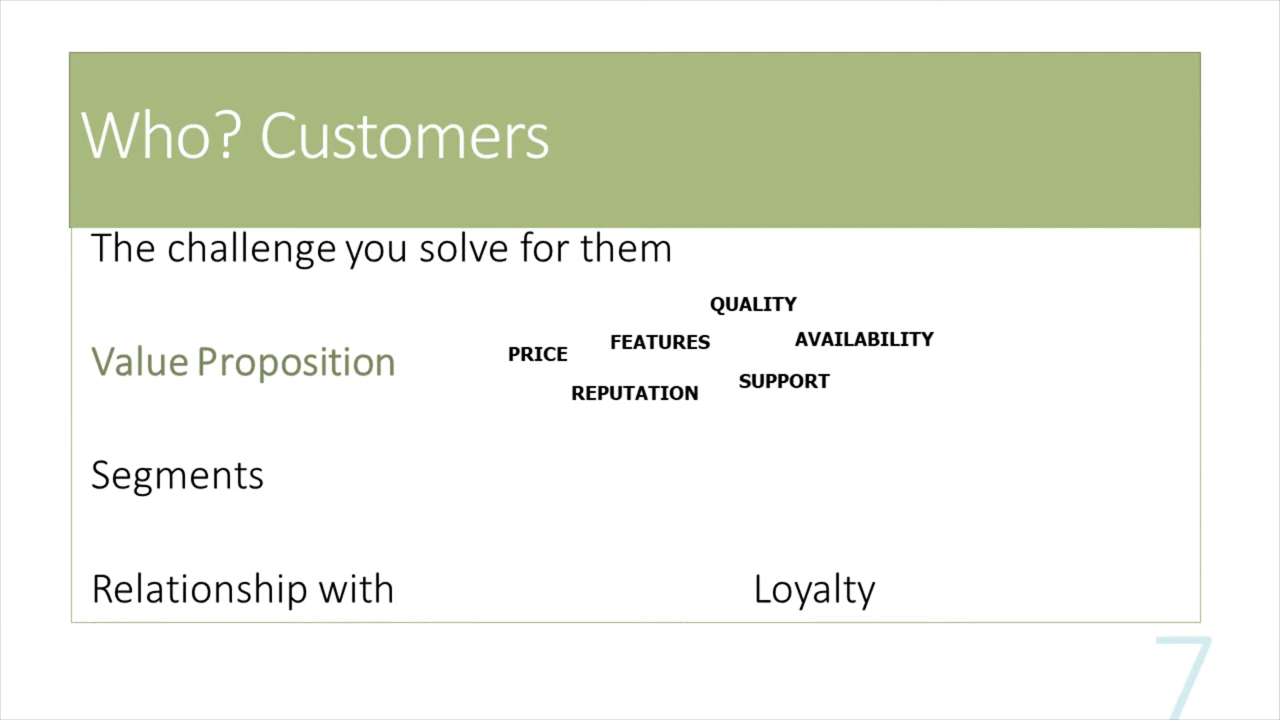 Who? Customers
The challenge you solve for them
QUALITY
FEATURES
AVAILABILITY
PRICE
Value Proposition
SUPPORT
REPUTATION
Segments
Relationship with
Loyalty
7